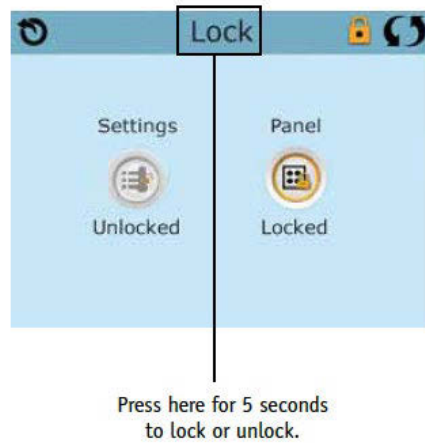 Lock
Settings
Panel
Unlocked
Locked
Press here for 5 seconds
to lock or unlock.